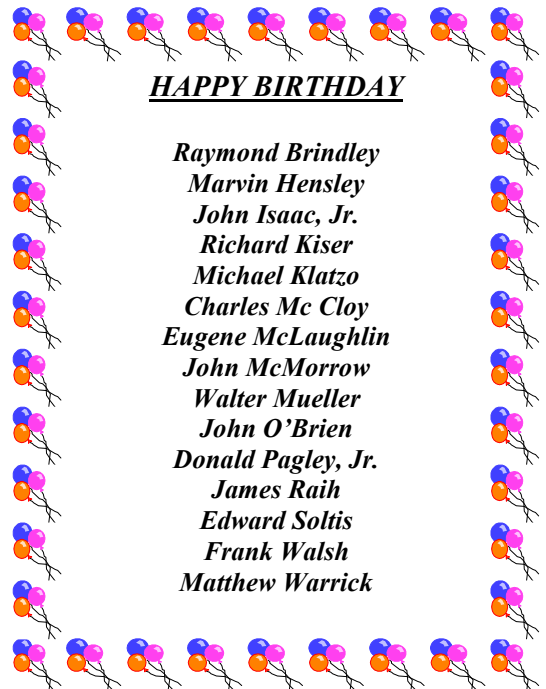 HAPPY BIRTHDAY
Raymond Brindley
Marvin Hensley
John Isaac, Jr.
Richard Kiser
Michael Klatzo
Charles Mc Cloy
Eugene McLaughlin
John McMorrow
Walter Mueller
John O’Brien
Donald Pagley, Jr.
James Raih
Edward Soltis
Frank Walsh
Matthew Warrick